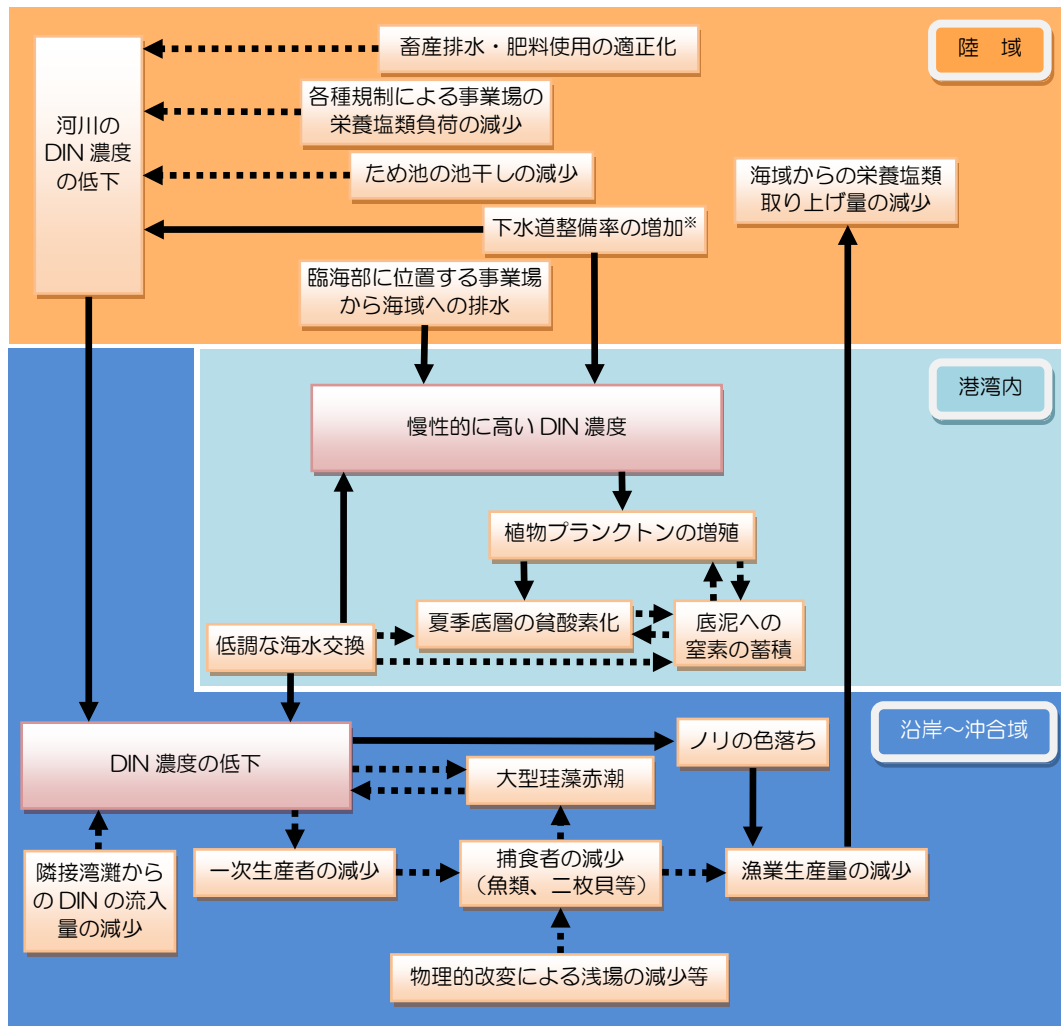 畜産排水・肥料使用の適正化
陸　域
各種規制による事業場の
栄養塩類負荷の減少
河川の
DIN 濃度
の低下
ため池の池干しの減少
海域からの栄養塩類
取り上げ量の減少
下水道整備率の増加※
臨海部に位置する事業場
から海域への排水
港湾内
慢性的に高い DIN 濃度
植物プランクトンの増殖
夏季底層の貧酸素化
底泥への
窒素の蓄積
低調な海水交換
沿岸～沖合域
DIN 濃度の低下
ノリの色落ち
大型珪藻赤潮
隣接湾灘から
の DIN の流入
量の減少
一次生産者の減少
捕食者の減少
（魚類、二枚貝等）
漁業生産量の減少
物理的改変による浅場の減少等